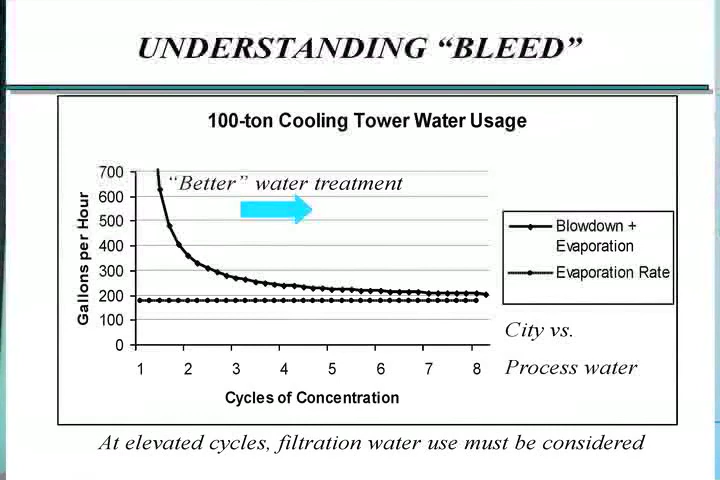 UNDERSTANDING “BLEED”
100-ton Cooling Tower Water Usage
“Better” water treatment
Gallons per Hour
700
600
500
400
300
200
100
0
1 2 3 4 5 6 7 8
Cycles of Concentration
Blowdown +
Evaporation
Evaporation Rate
City vs.
Process water
At elevated cycles, filtration water use must be considered